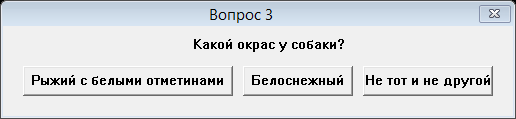 Вопрос 3
Какой окрас у собаки?
Рыжий с белыми отметинами Белоснежный Не тот и не другой